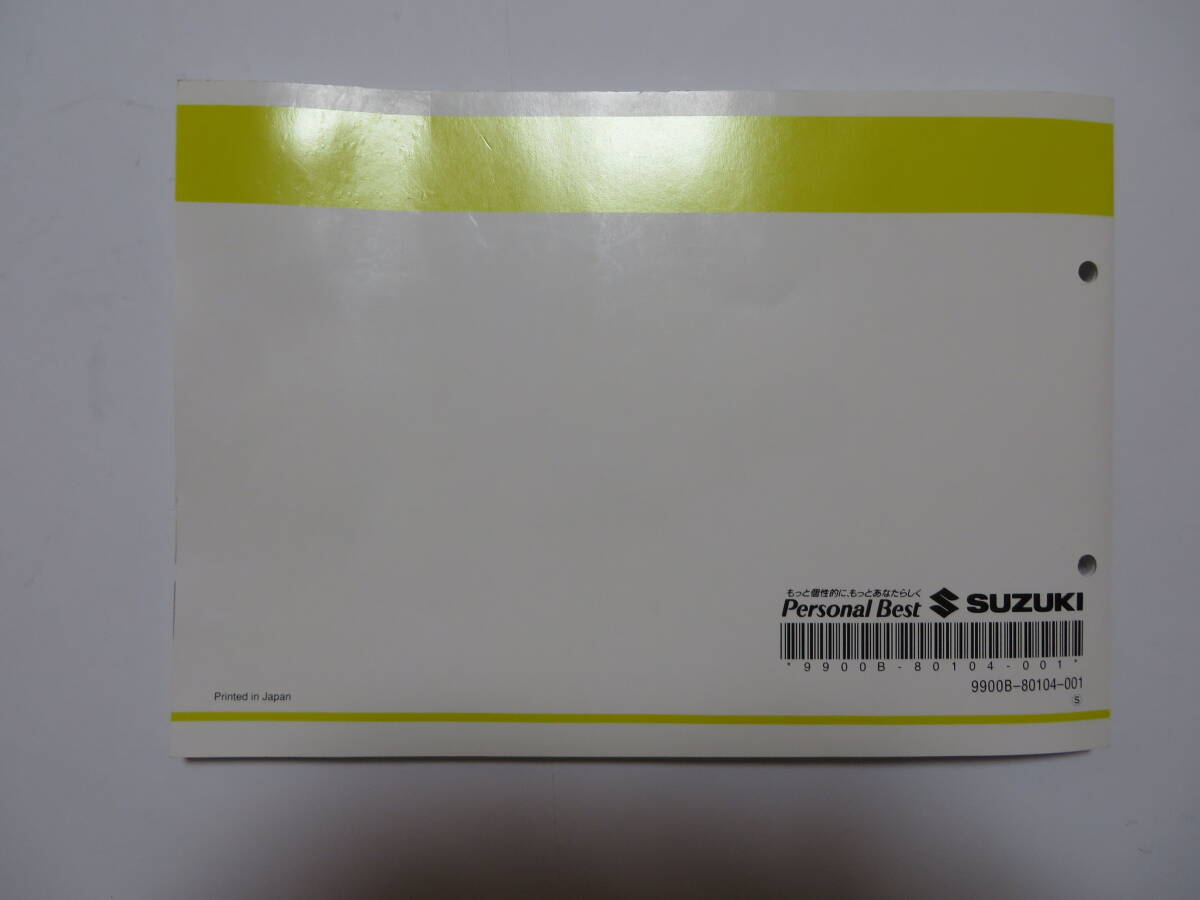 もっと個性的に、もっとあなたらしく
Personal Best SUZUKI
*9900B-80104-001*
9900B-80104-001
S
Printed in Japan